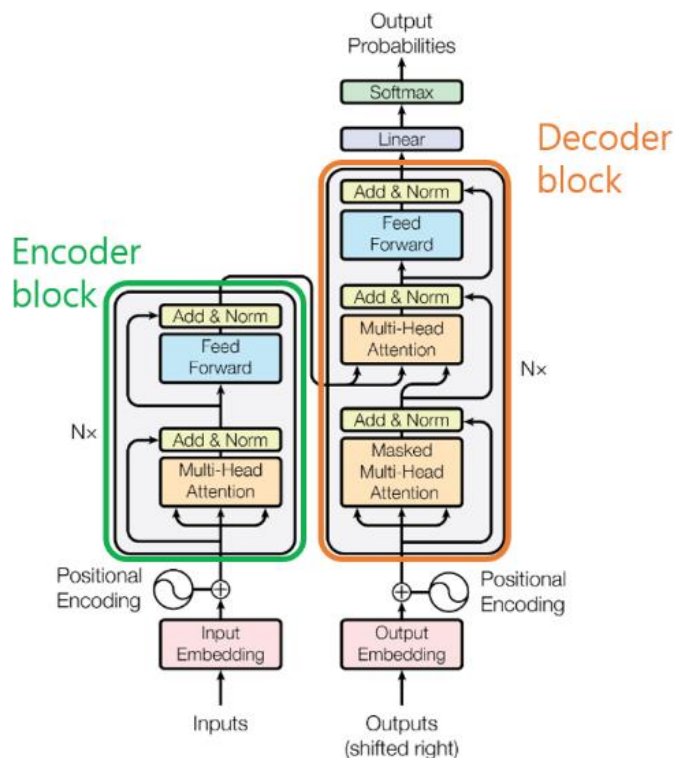 Output
Probabilities
Softmax
Linear
Decoder
block
Add & Norm
Feed
Forward
Add & Norm
Multi-Head
Attention
Nx
Add & Norm
Masked
Multi-Head
Attention
Encoder
block
Add & Norm
Feed
Forward
Nx
Add & Norm
Multi-Head
Attention
Positional
Encoding
Positional
Encoding
Input
Embedding
Output
Embedding
Inputs
Outputs
(shifted right)